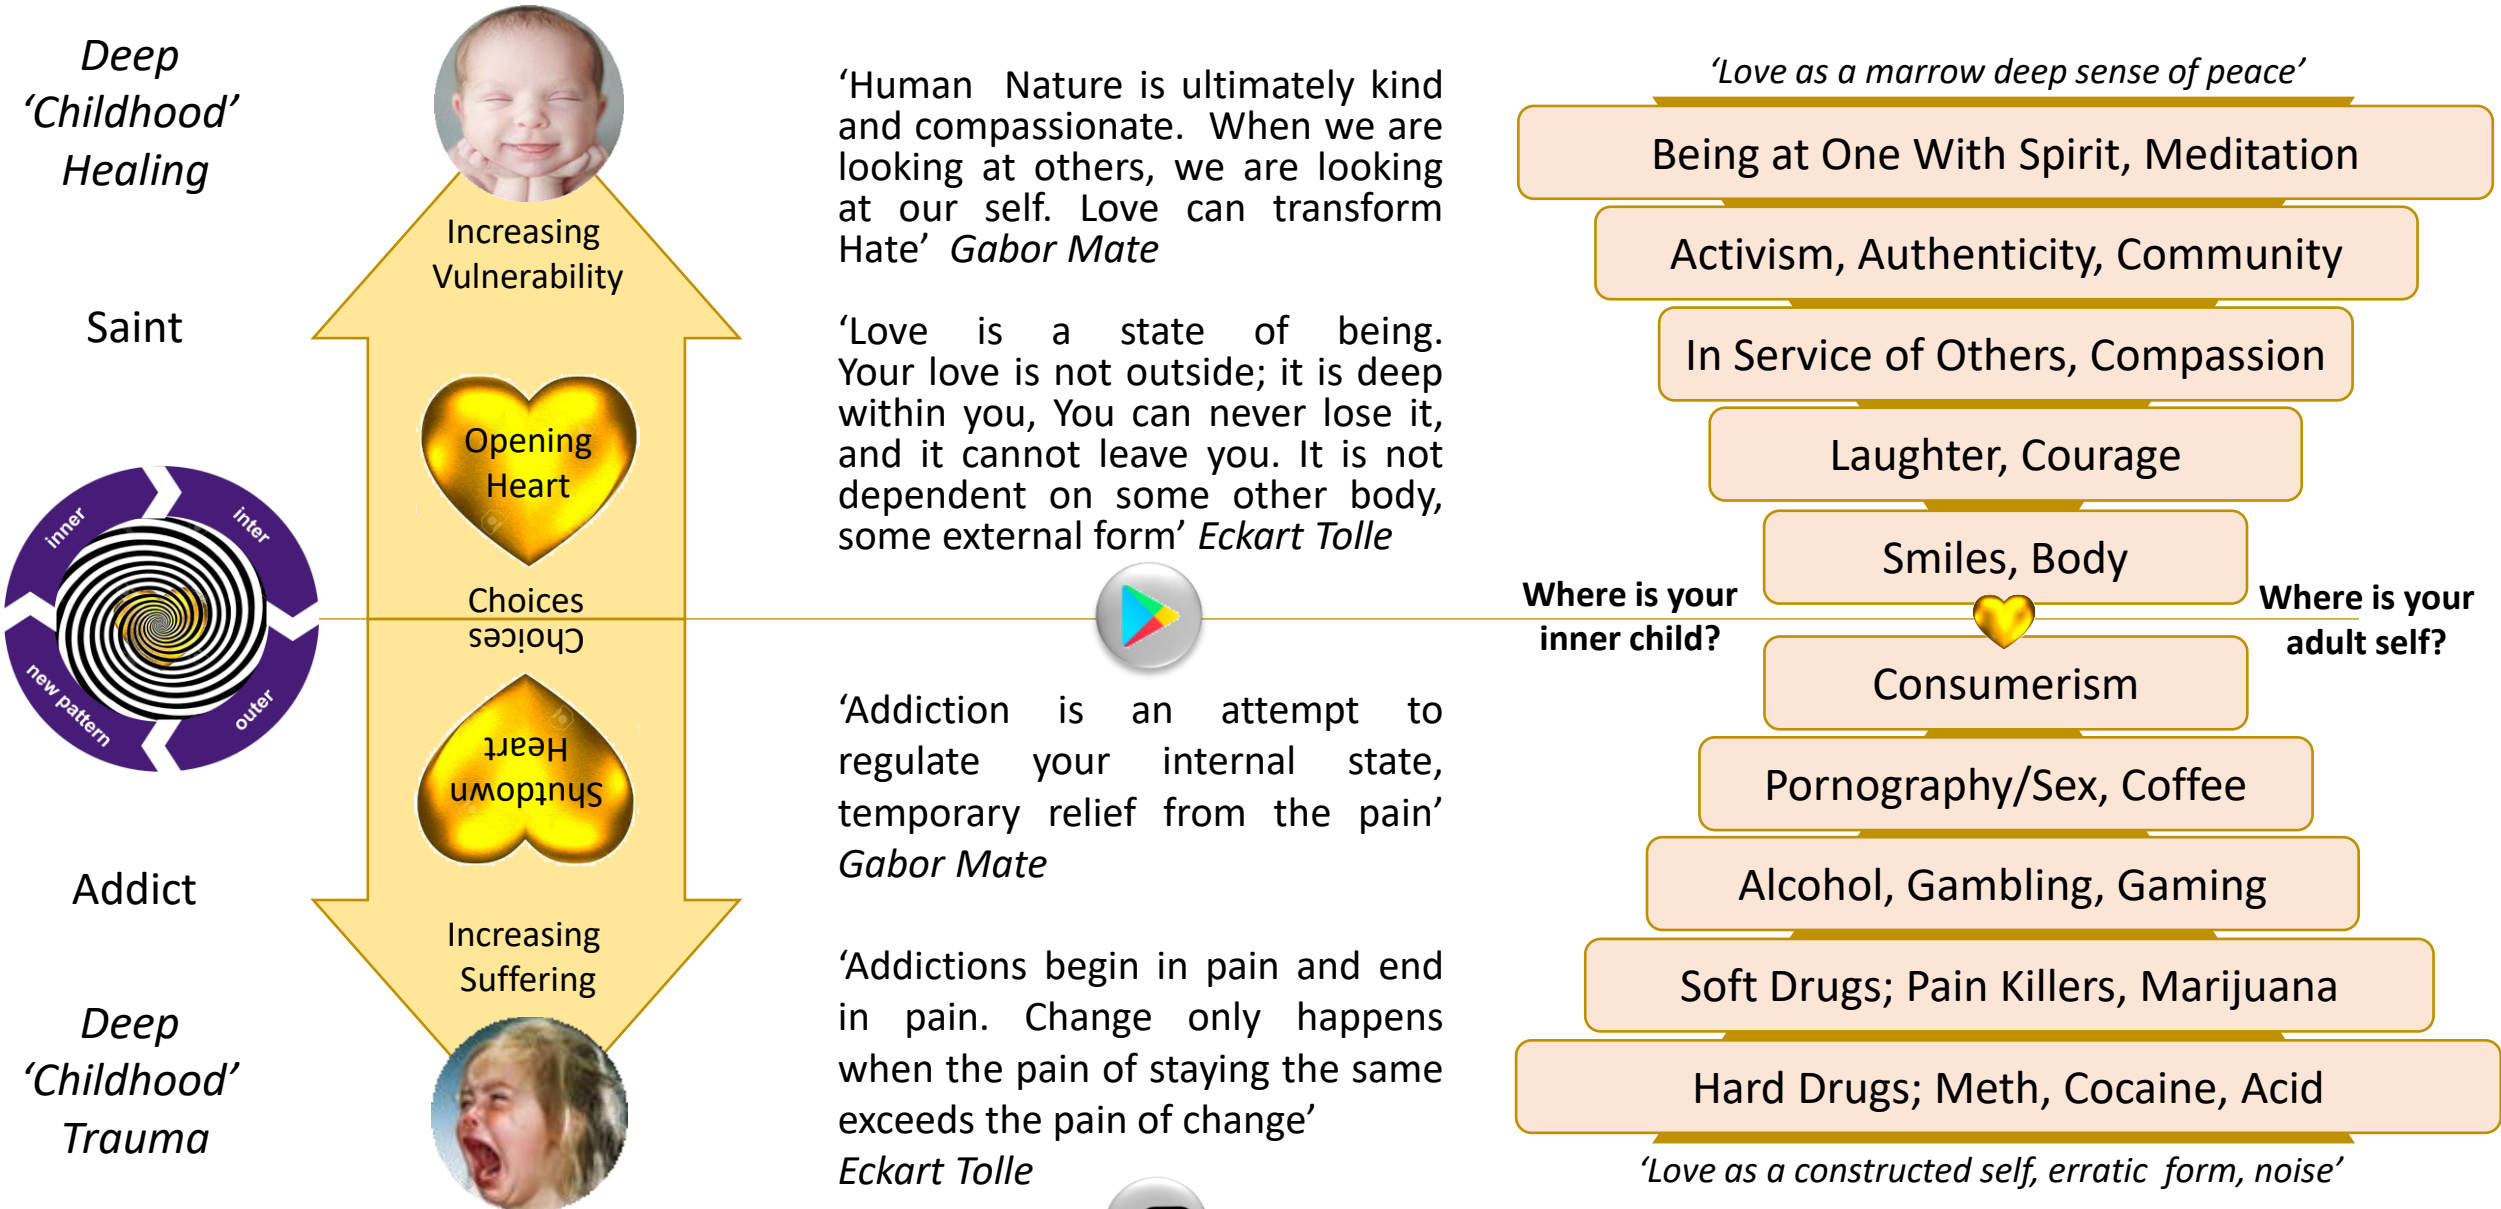 Deep
‘Childhood’
Healing
Saint
inner
inter
outer
new pattern
Addict
Deep
‘Childhood’
Trauma
Increasing
Vulnerability
Opening
Heart
Choices
Choices
Shutdown
Heart
Increasing
Suffering
‘Human Nature is ultimately kind
and compassionate. When we are
looking at others, we are looking
at our self. Love can transform
Hate’ Gabor Mate
‘Love is a state of being.
Your love is not outside; it is deep
within you, You can never lose it,
and it cannot leave you. It is not
dependent on some other body,
some external form’ Eckart Tolle
‘Addiction is an attempt to
regulate your internal state,
temporary relief from the pain’
Gabor Mate
‘Addictions begin in pain and end
in pain. Change only happens
when the pain of staying the same
exceeds the pain of change’
Eckart Tolle
‘Love as a marrow deep sense of peace’
Being at One With Spirit, Meditation
Activism, Authenticity, Community
In Service of Others, Compassion
Laughter, Courage
Smiles, Body
Where is your
inner child?
Where is your
adult self?
Consumerism
Pornography/Sex, Coffee
Alcohol, Gambling, Gaming
Soft Drugs; Pain Killers, Marijuana
Hard Drugs; Meth, Cocaine, Acid
‘Love as a constructed self, erratic form, noise’